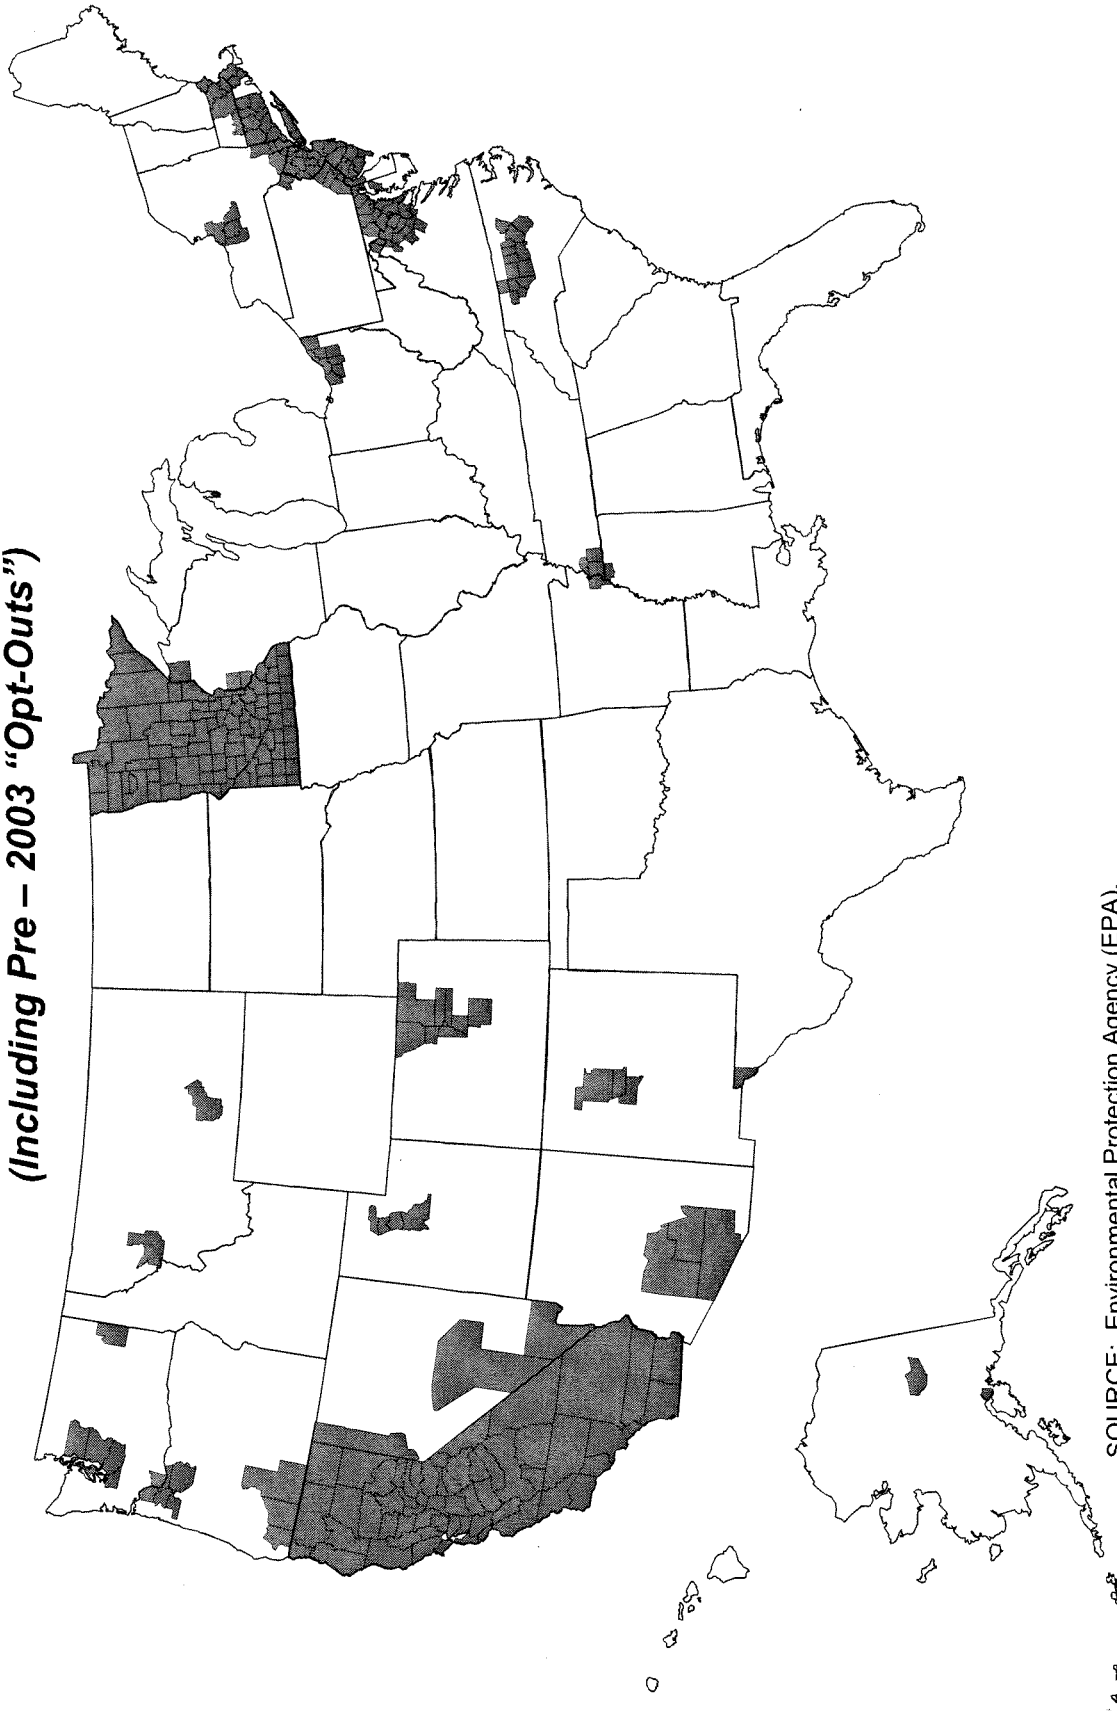 (Including Pre – 2003 “Opt-Outs”)
SOURCE: Environmental Protection Agency (EPA).